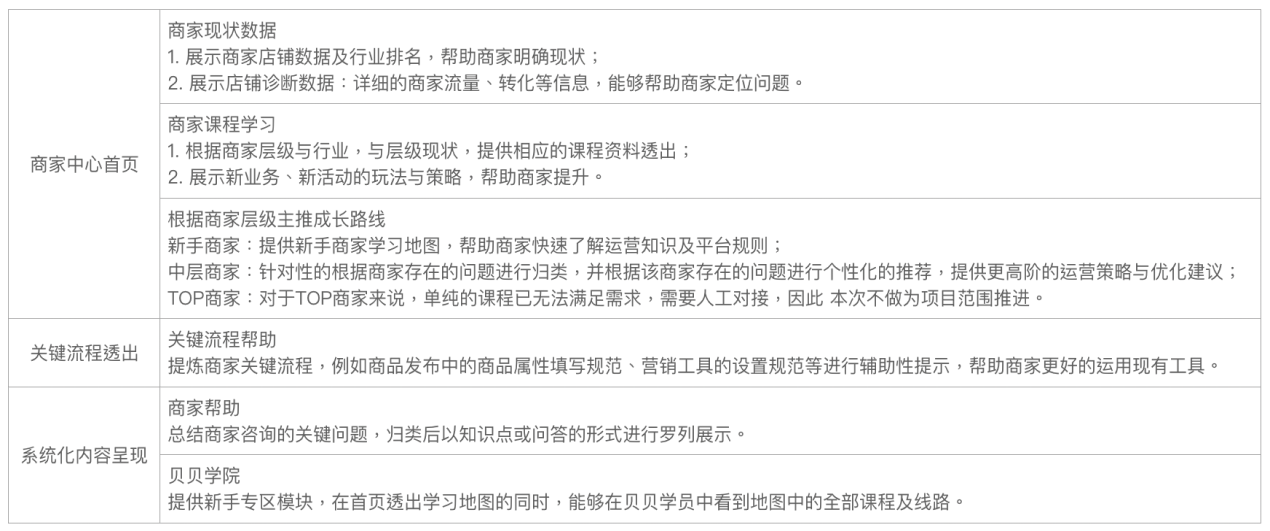 商家中心首页
商家现状数据
1. 展示商家店铺数据及行业排名，帮助商家明确现状；
2. 展示店铺诊断数据：详细的商家流量、转化等信息，能够帮助商家定位问题。
商家课程学习
1. 根据商家层级与行业，与层级现状，提供相应的课程资料透出；
2. 展示新业务、新活动的玩法与策略，帮助商家提升。
根据商家层级主推成长路线
新手商家：提供新手商家学习地图，帮助商家快速了解运营知识及平台规则；
中层商家：针对性的根据商家存在的问题进行归类，并根据该商家存在的问题进行个性化的推荐，提供更高阶的运营策略与优化建议；
TOP商家：对于TOP商家来说，单纯的课程已无法满足需求，需要人工对接，因此 本次不做为项目范围推进。
关键流程透出
关键流程帮助
提炼商家关键流程，例如商品发布中的商品属性填写规范、营销工具的设置规范等进行辅助性提示，帮助商家更好的运用现有工具。
系统化内容呈现
商家帮助
总结商家咨询的关键问题，归类后以知识点或问答的形式进行罗列展示。
贝贝学院
提供新手专区模块，在首页透出学习地图的同时，能够在贝贝学员中看到地图中的全部课程及线路。